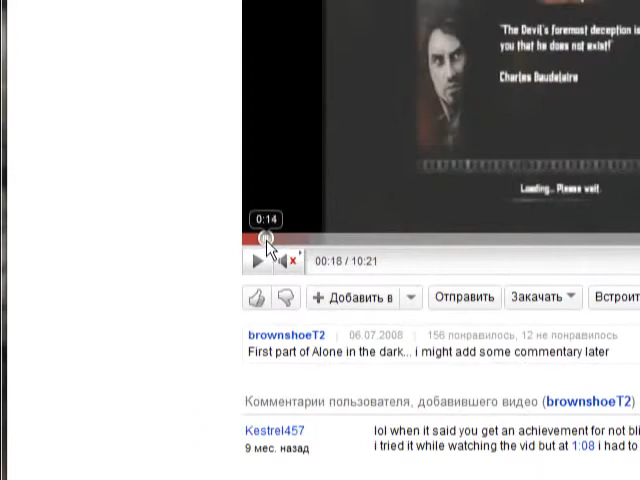 "The Devil's foremost deception is
you that he does not exist!"
Charles Baudelaire
Loading... Please wait.
0:14
00:18 / 10:21
Добавить в
Отправить
Закачать
Встроит
brownshoeT2 | 06.07.2008 | 156 понравилось, 12 не понравилось
First part of Alone in the dark... i might add some commentary later
Комментарии пользователя, добавившего видео (brownshoeT2)
Kestrel457
lol when it said you get an achievement for not bli
9 мес. назад
i tried it while watching the vid but at 1:08 i had to